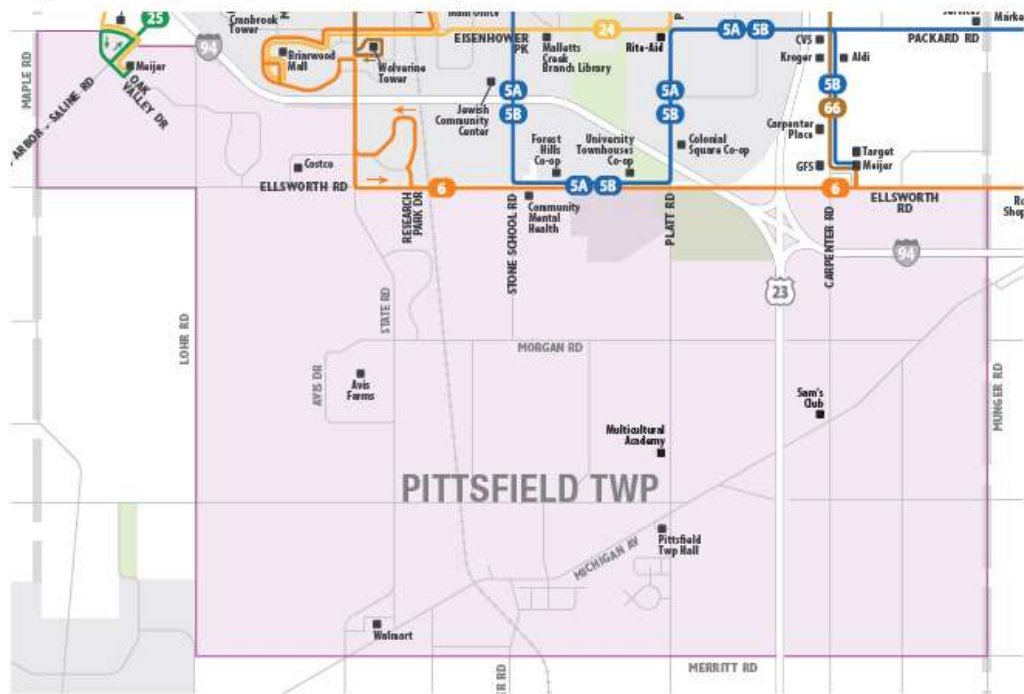 25
Cranbrook
Tower
Main Office
24
5A 5B
PACKARD RD
EISENHOWER
PK
94
Briarwood
Mall
Wolverine
Tower
Malletts
Creek
Branch Library
Rite-Aid
CVS
Kroger
Aldi
MAPLE RD
Meijer
OAK
VALLEY DR
ARBOR - SALINE RD
Jewish
Community
Center
5A
5B
5A
5B
5B
66
Carpenter
Place
Target
Meijer
GFS
Forest
Hills
Co-op
University
Townhouses
Co-op
Colonial
Square Co-op
Costco
ELLSWORTH RD
6
5A 5B
6
ELLSWORTH
RD
RESEARCH
PARK DR
STONE SCHOOL RD
Community
Mental
Health
PLATT RD
CARPENTER RD
94
23
STATE RD
LOHR RD
MORGAN RD
AVIS DR
Avis
Farms
Sam's
Club
MUNGER RD
Multicultural
Academy
PITTSFIELD TWP
Pittsfield
Twp Hall
MICHIGAN AV
Walmart
MERRITT RD